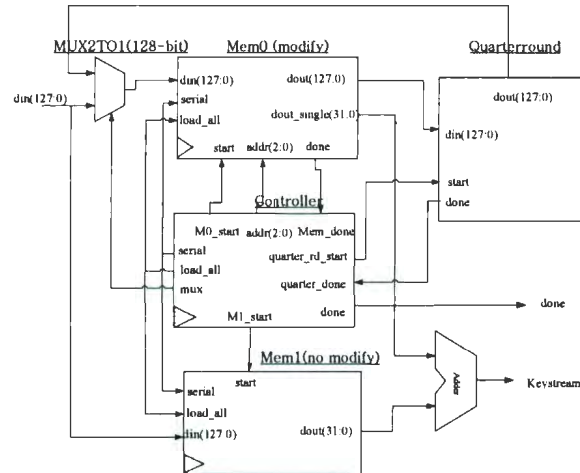 MUX2TO1(128-bit)
Mem0 (modify)
Quarterround
din(127:0)
din(127:0)
serial
load_all
dout(127:0)
dout_single(31:0)
start
addr(2:0)
done
dout(127:0)
din(127:0)
start
done
Controller
M0_start
addr(2:0)
Mem_done
serial
load_all
mux
quarter_rd_start
quarter_done
M1_start
done
done
Mem1(no modify)
start
serial
load_all
din(127:0)
dout(31:0)
Adder
Keystream